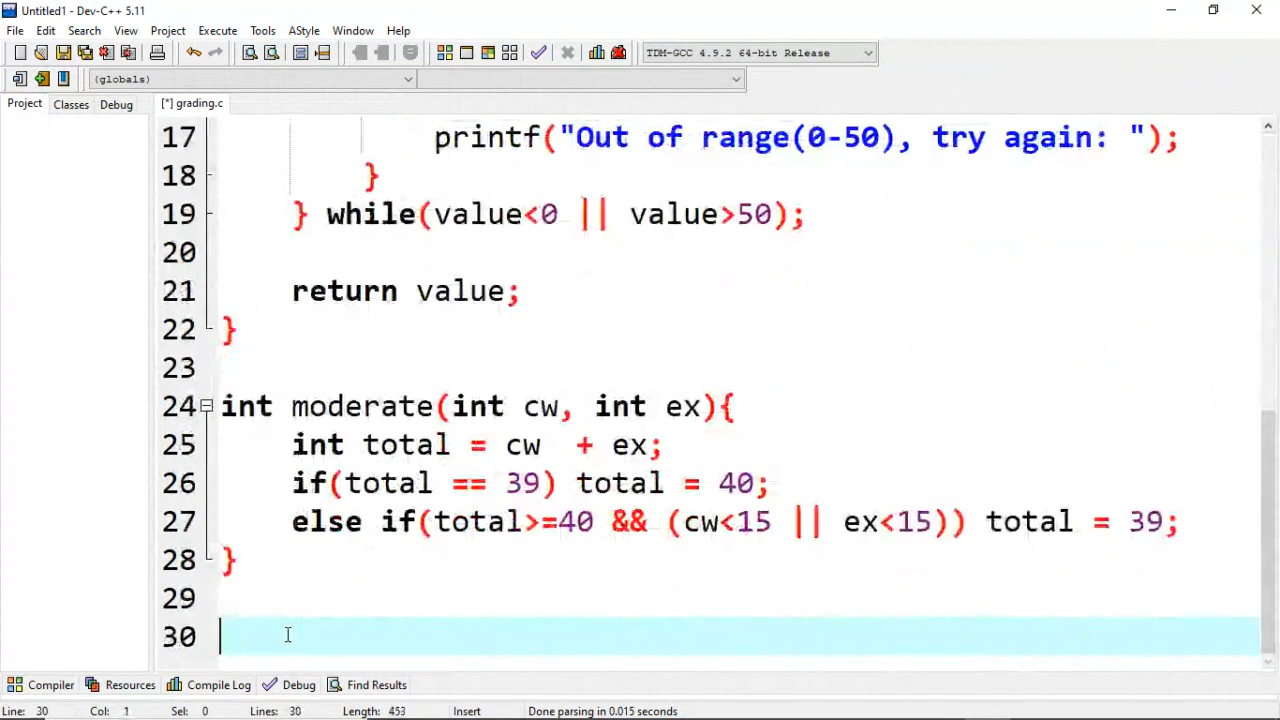 Untitled1 - Dev-C++ 5.11
File Edit Search View Project Execute Tools AStyle Window Help
TDM-GCC 4.9.2 64-bit Release
(globals)
Project Classes Debug [*] grading.c
17 printf("Out of range(0-50), try again: ");
18 }
19 } while(value<0 || value>50);
20
21 return value;
22 }
23
24 int moderate(int cw, int ex){
25 int total = cw  + ex;
26 if(total == 39) total = 40;
27 else if(total>=40 && (cw<15 || ex<15)) total = 39;
28 }
29
30
Compiler Resources Compile Log Debug Find Results
Line: 30 Col: 1 Sel: 0 Lines: 30 Length: 453 Insert Done parsing in 0.015 seconds